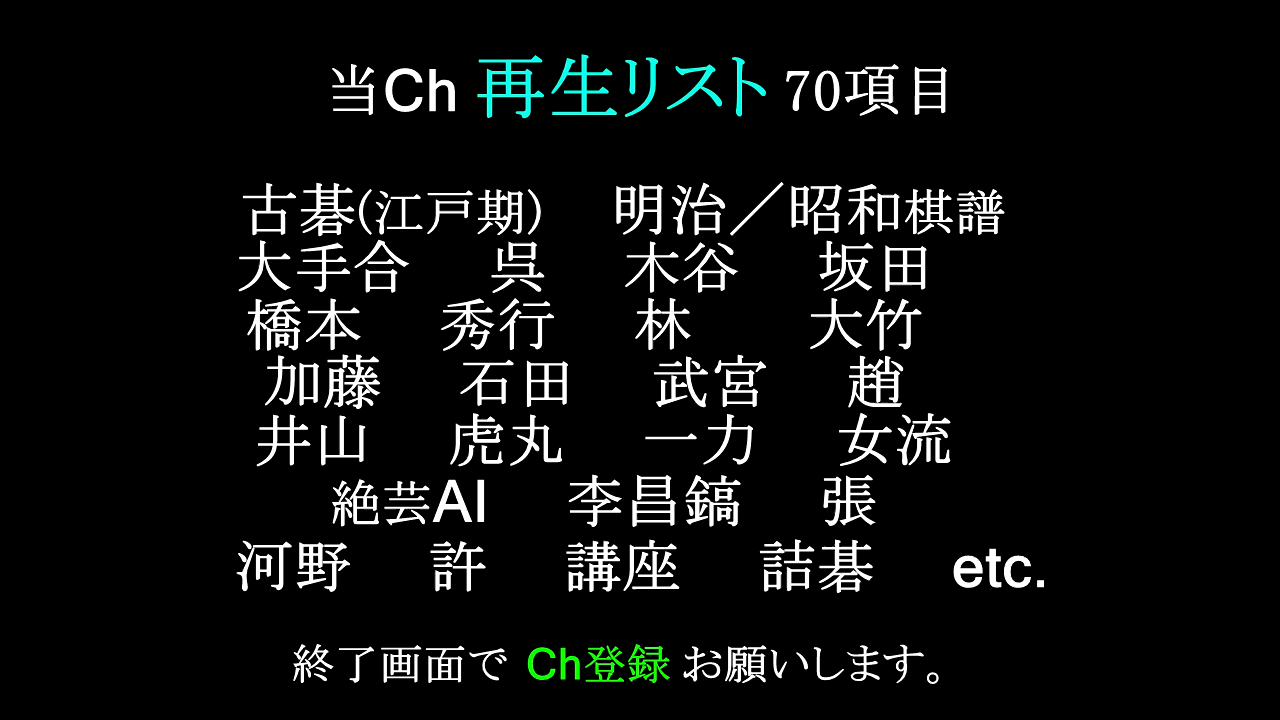 当Ch 再生リスト 70項目
古碁(江戸期) 明治／昭和棋譜
大手合 呉 木谷 坂田
橋本 秀行 林 大竹
加藤 石田 武宮 趙
井山 虎丸 一力 女流
絶芸AI 李昌鎬 張
河野 許 講座 詰碁 etc.
終了画面で Ch登録 お願いします。